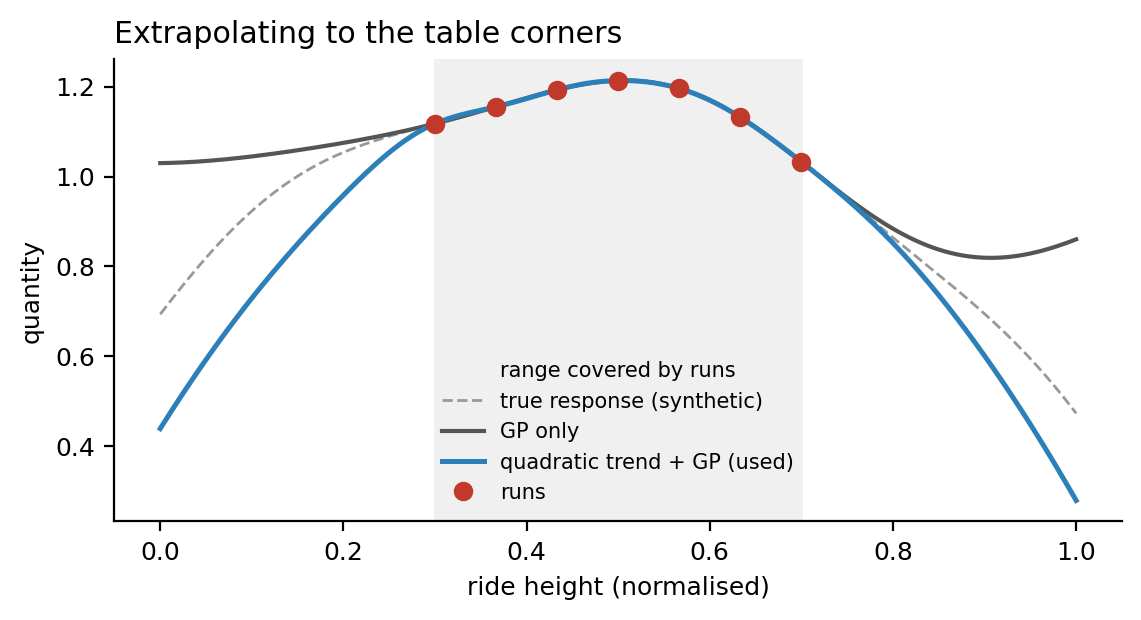 Extrapolating to the table corners
quantity
1.2
1.0
0.8
0.6
0.4
range covered by runs
true response (synthetic)
GP only
quadratic trend + GP (used)
runs
0.0 0.2 0.4 0.6 0.8 1.0
ride height (normalised)